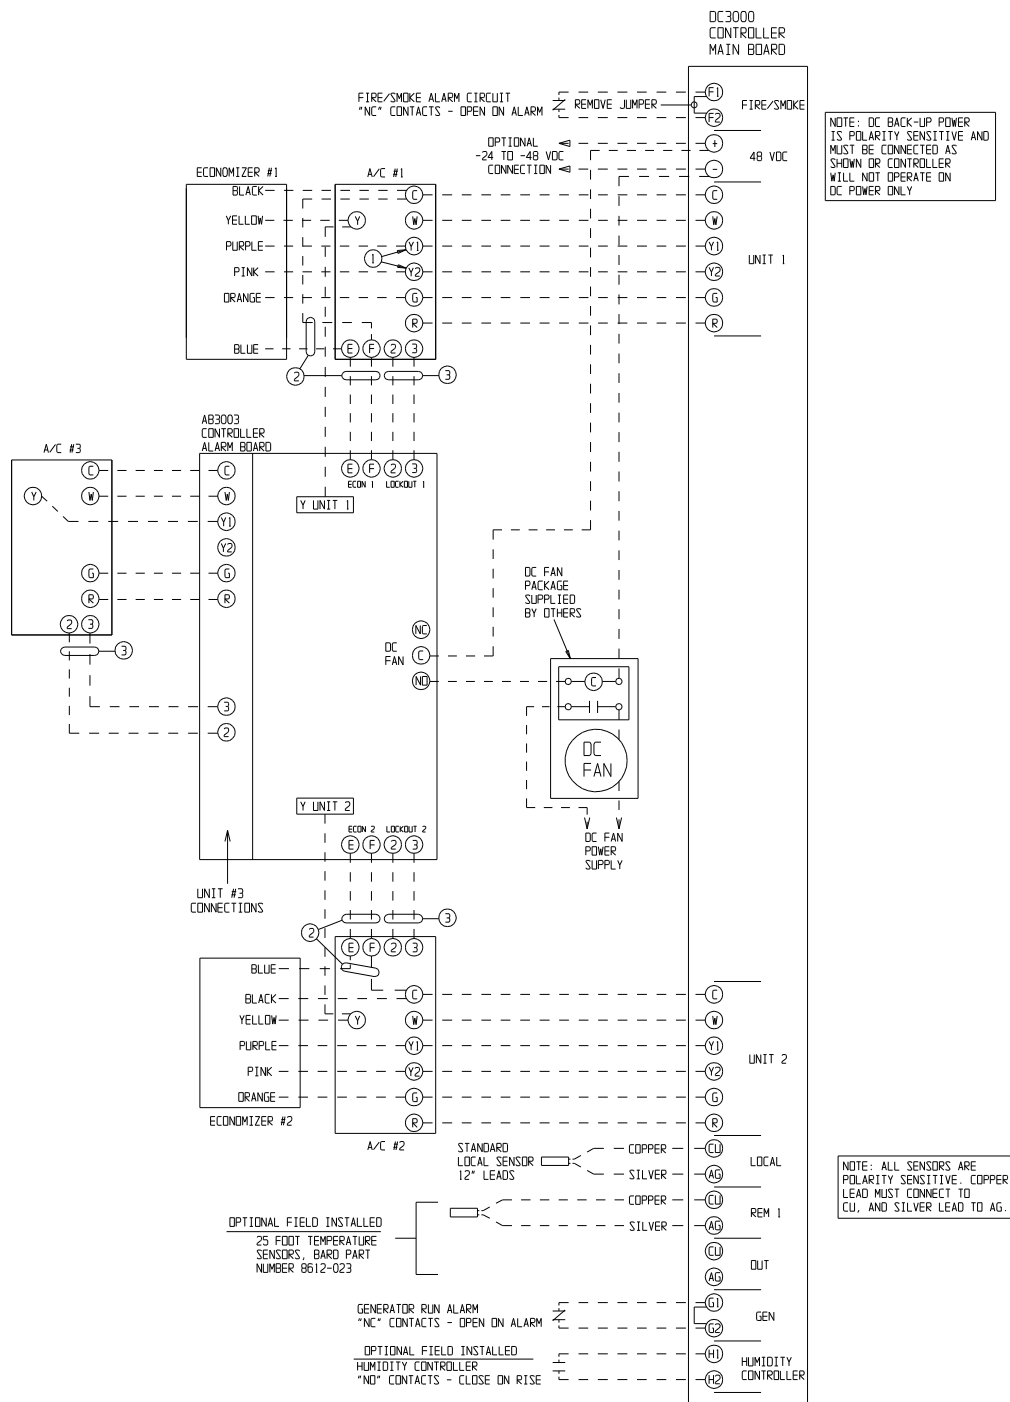 DC3000
CONTROLLER
MAIN BOARD
FIRE/SMOKE ALARM CIRCUIT
"NC" CONTACTS - OPEN ON ALARM
REMOVE JUMPER
F1
F2
FIRE/SMOKE
OPTIONAL
-24 TO -48 VDC
CONNECTION
+
-
48 VDC
NOTE: DC BACK-UP POWER
IS POLARITY SENSITIVE AND
MUST BE CONNECTED AS
SHOWN OR CONTROLLER
WILL NOT OPERATE ON
DC POWER ONLY
ECONOMIZER #1
BLACK
YELLOW
PURPLE
PINK
ORANGE
BLUE
A/C #1
C
Y
W
Y1
1
Y2
G
R
E F 2 3
2
3
C
W
Y1
Y2
G
R
UNIT 1
A/C #3
C
Y
W
G
R
2 3
3
AB3003
CONTROLLER
ALARM BOARD
C
W
Y1
Y2
G
R
3
2
E F 2 3
ECON 1 LOCKOUT 1
Y UNIT 1
NC
DC
FAN
C
NO
DC FAN
PACKAGE
SUPPLIED
BY OTHERS
C
DC
FAN
DC FAN
POWER
SUPPLY
Y UNIT 2
ECON 2 LOCKOUT 2
E F 2 3
UNIT #3
CONNECTIONS
2
3
E F 2 3
BLUE
BLACK
YELLOW
PURPLE
PINK
ORANGE
ECONOMIZER #2
C
Y
W
Y1
Y2
G
R
A/C #2
C
W
Y1
Y2
G
R
UNIT 2
STANDARD
LOCAL SENSOR
12" LEADS
COPPER
SILVER
CU
AG
LOCAL
NOTE: ALL SENSORS ARE
POLARITY SENSITIVE. COPPER
LEAD MUST CONNECT TO
CU, AND SILVER LEAD TO AG.
OPTIONAL FIELD INSTALLED
25 FOOT TEMPERATURE
SENSORS, BARD PART
NUMBER 8612-023
COPPER
SILVER
CU
AG
REM 1
CU
AG
OUT
GENERATOR RUN ALARM
"NC" CONTACTS - OPEN ON ALARM
G1
G2
GEN
OPTIONAL FIELD INSTALLED
HUMIDITY CONTROLLER
"NO" CONTACTS - CLOSE ON RISE
H1
H2
HUMIDITY
CONTROLLER